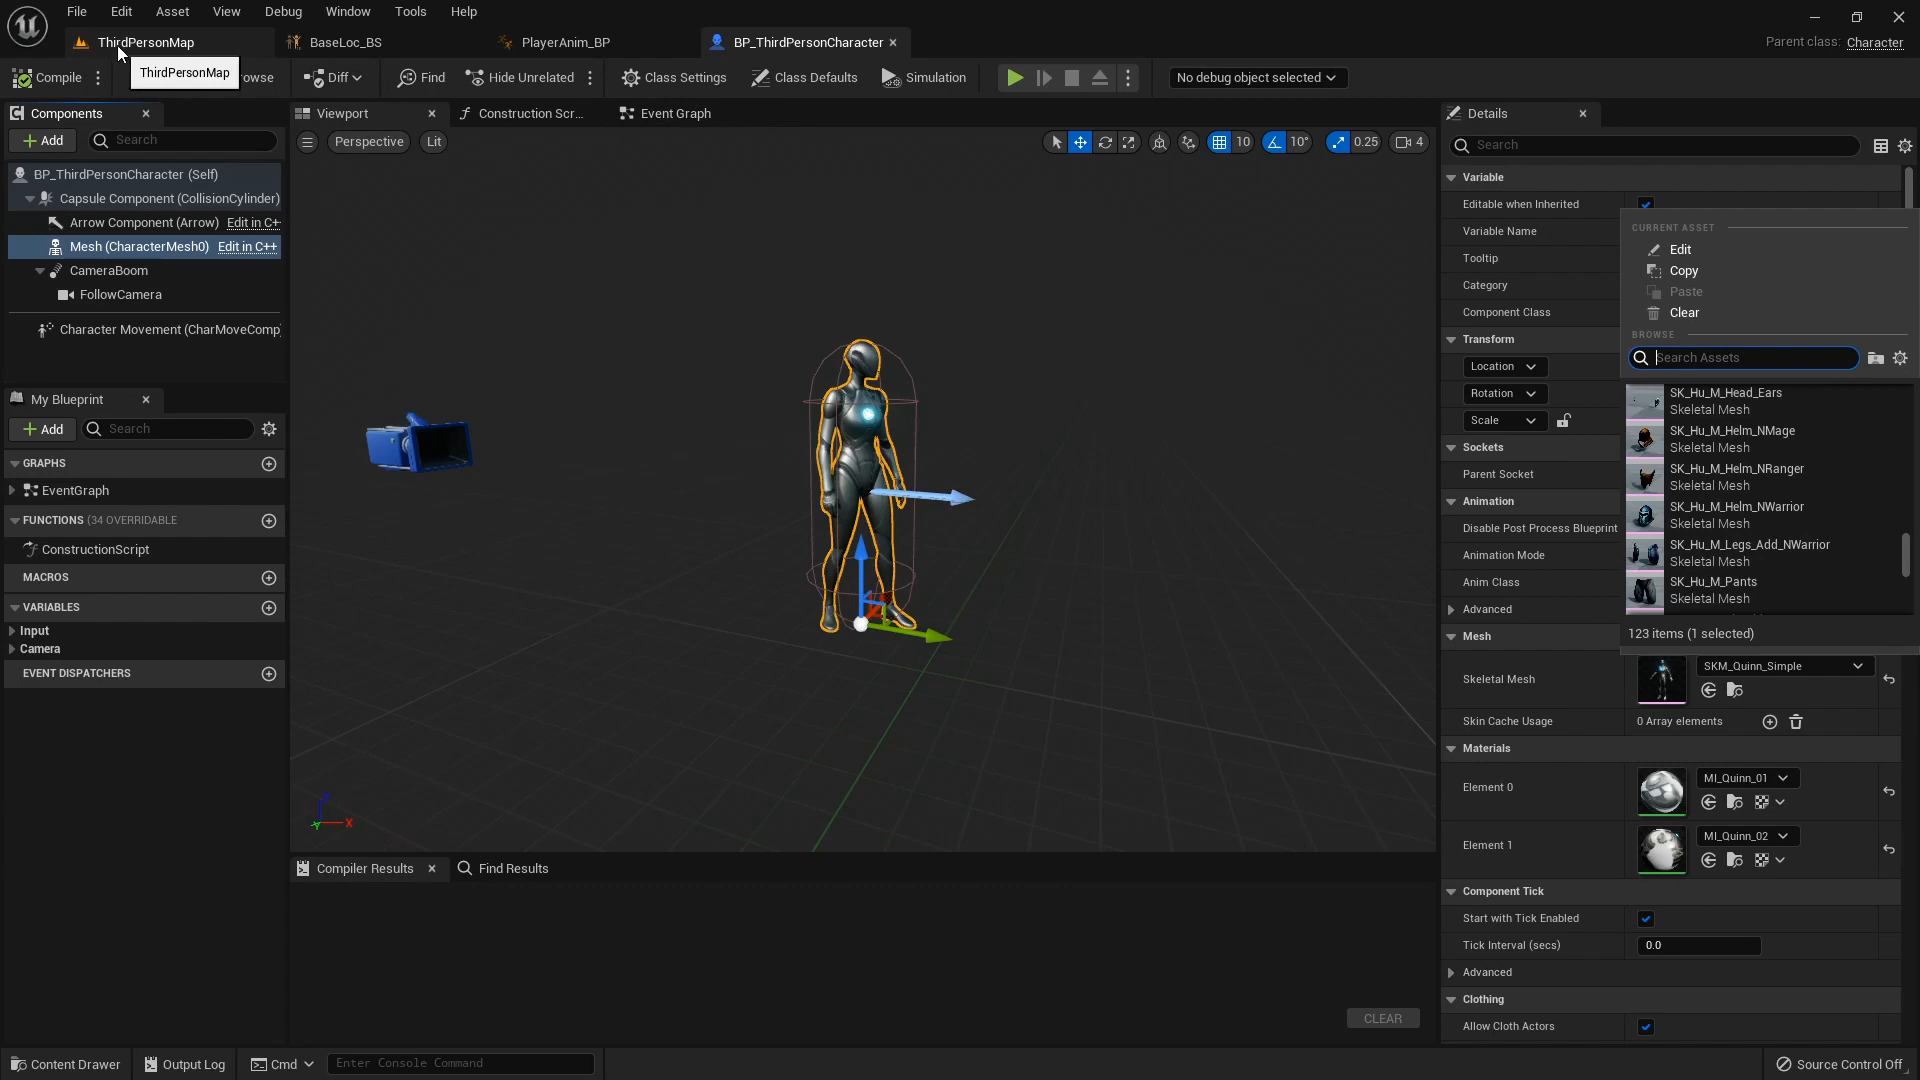 File Edit Asset View Debug Window Tools Help
ThirdPersonMap BaseLoc_BS PlayerAnim_BP BP_ThirdPersonCharacter Parent class: Character
Compile ThirdPersonMap owse Diff Find Hide Unrelated Class Settings Class Defaults Simulation No debug object selected
Components
Add Search
BP_ThirdPersonCharacter (Self)
Capsule Component (CollisionCylinder)
Arrow Component (Arrow) Edit in C+
Mesh (CharacterMesh0) Edit in C++
CameraBoom
FollowCamera
Character Movement (CharMoveComp
My Blueprint
Add Search
GRAPHS
EventGraph
FUNCTIONS (34 OVERRIDABLE
ConstructionScript
MACROS
VARIABLES
Input
Camera
EVENT DISPATCHERS
Viewport Construction Scr... Event Graph
Perspective Lit 10 10° 0.25 4
Z
X
Y
Compiler Results Find Results
CLEAR
Details
Search
Variable
Editable when Inherited
Variable Name
Tooltip
Category
Component Class
Transform
Location
Rotation
Scale
Sockets
Parent Socket
Animation
Disable Post Process Blueprint
Animation Mode
Anim Class
Advanced
Mesh
CURRENT ASSET
Edit
Copy
Paste
Clear
BROWSE
Search Assets
SK_Hu_M_Head_Ears
Skeletal Mesh
SK_Hu_M_Helm_NMage
Skeletal Mesh
SK_Hu_M_Helm_NRanger
Skeletal Mesh
SK_Hu_M_Helm_NWarrior
Skeletal Mesh
SK_Hu_M_Legs_Add_NWarrior
Skeletal Mesh
SK_Hu_M_Pants
Skeletal Mesh
123 items (1 selected)
Skeletal Mesh SKM_Quinn_Simple
Skin Cache Usage 0 Array elements
Materials
Element 0 MI_Quinn_01
Element 1 MI_Quinn_02
Component Tick
Start with Tick Enabled
Tick Interval (secs) 0.0
Advanced
Clothing
Allow Cloth Actors
Content Drawer Output Log Cmd Enter Console Command Source Control Off